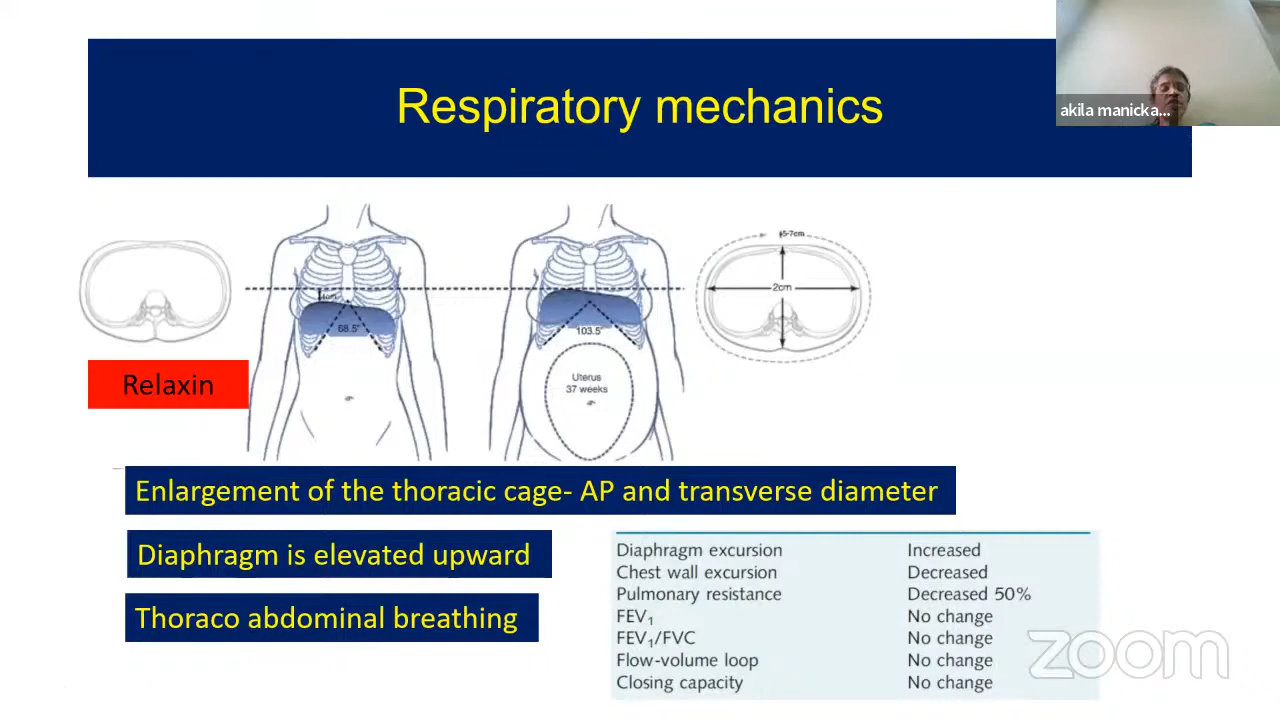 Respiratory mechanics
akila manicka...
5-7cm
2cm
68.5°
103.5°
Uterus
37 weeks
Relaxin
Enlargement of the thoracic cage- AP and transverse diameter
Diaphragm is elevated upward
Thoraco abdominal breathing
Diaphragm excursion Increased
Chest wall excursion Decreased
Pulmonary resistance Decreased 50%
FEV₁ No change
FEV₁/FVC No change
Flow-volume loop No change
Closing capacity No change
zoom